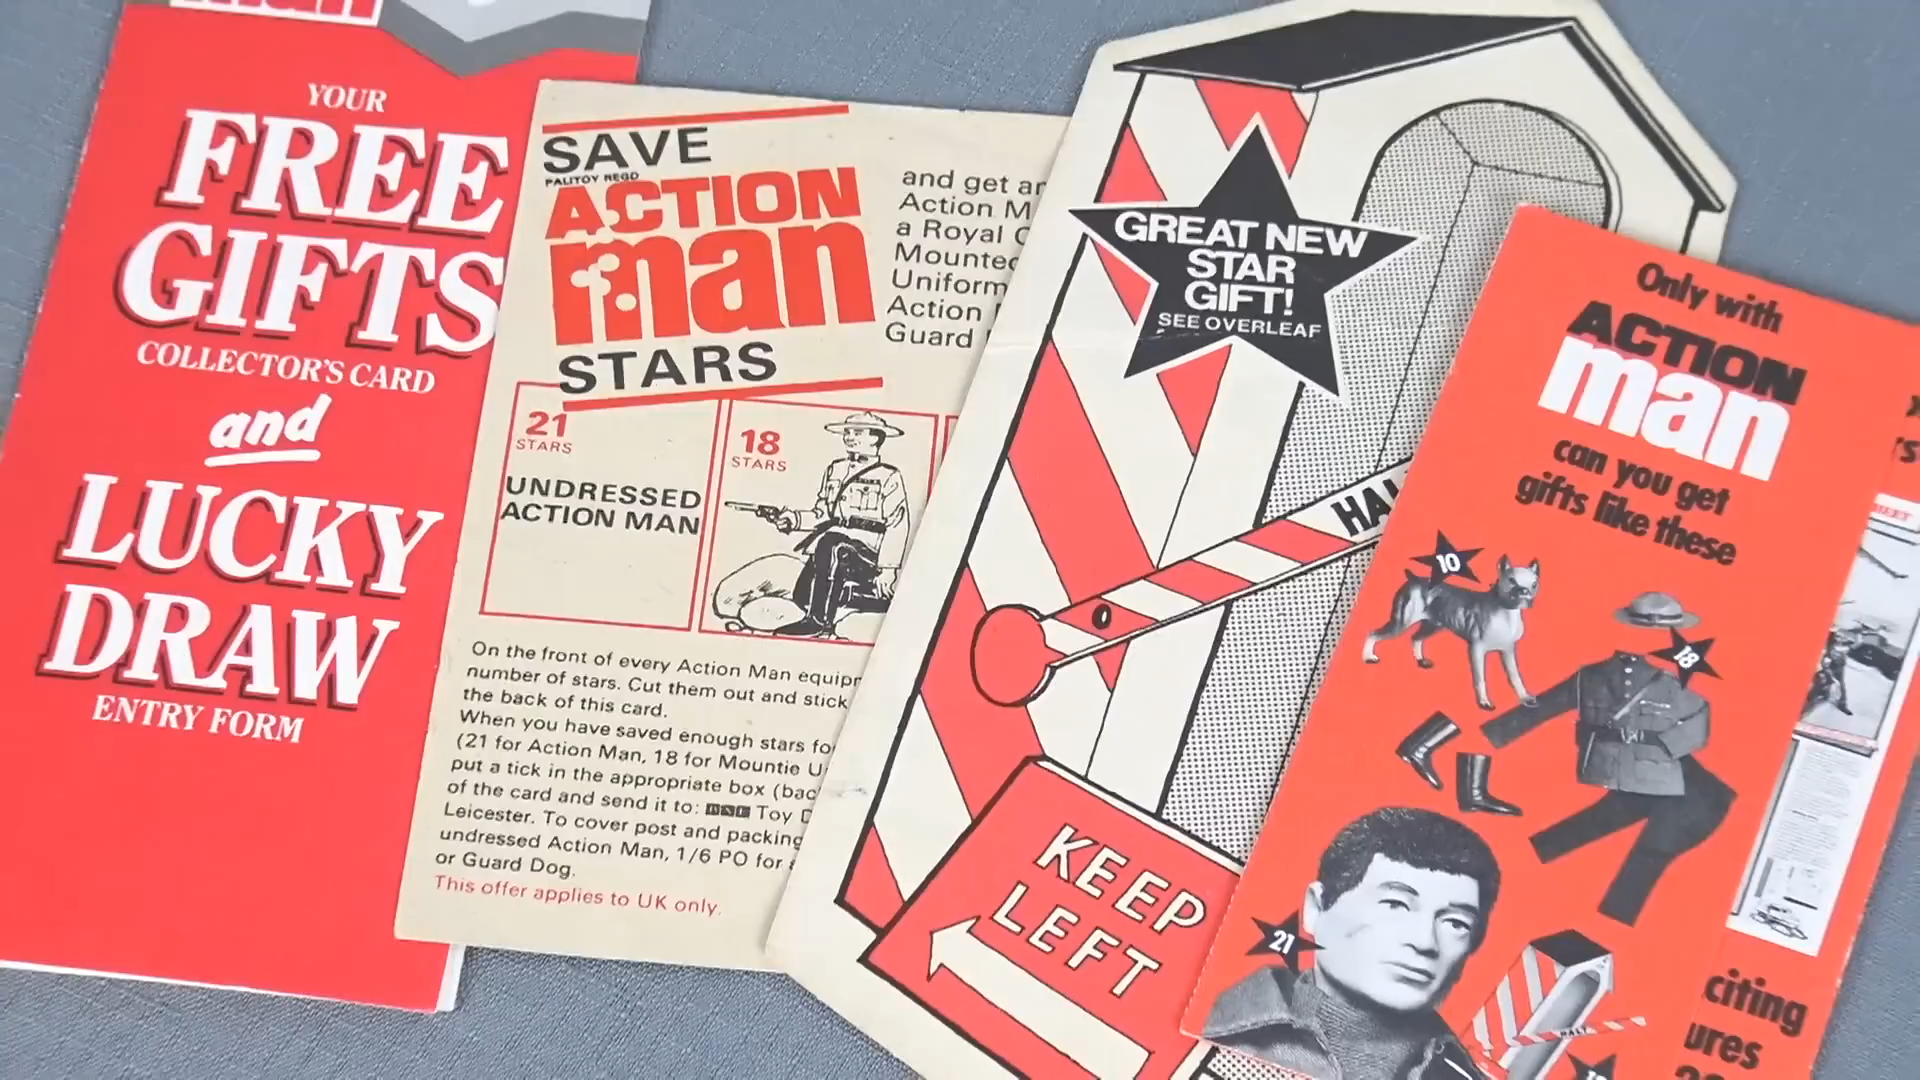 man
YOUR
FREE
GIFTS
COLLECTOR'S CARD
and
LUCKY
DRAW
ENTRY FORM
SAVE
PALITOY REGD
ACTION
man
STARS
and get an
Action M
a Royal C
Mounted
Uniform
Action
Guard
21
STARS
UNDRESSED
ACTION MAN
18
STARS
On the front of every Action Man equipm
number of stars. Cut them out and stick
the back of this card.
When you have saved enough stars fo
(21 for Action Man, 18 for Mountie U
put a tick in the appropriate box (bac
of the card and send it to: Toy D
Leicester. To cover post and packing
undressed Action Man, 1/6 PO for
or Guard Dog.
This offer applies to UK only.
GREAT NEW
STAR
GIFT!
SEE OVERLEAF
HAL
KEEP
LEFT
Only with
ACTION
man
can you get
gifts like these
10
18
21
HALT
citing
ures